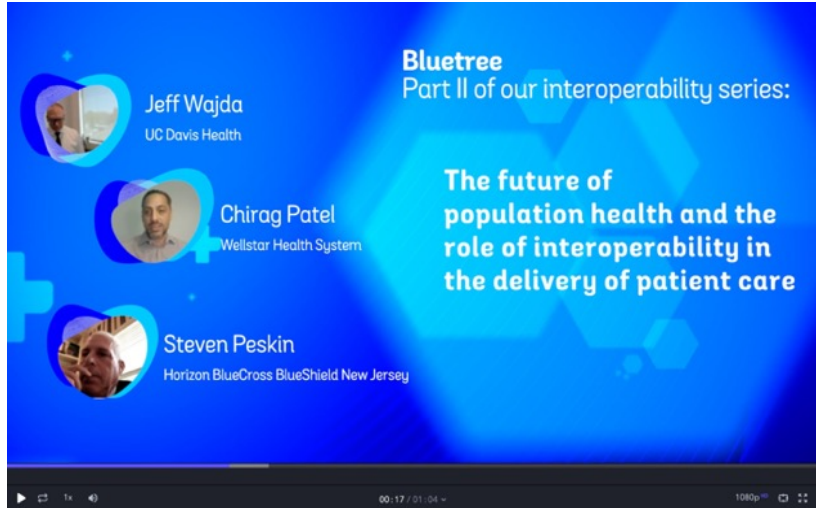 Bluetree
Part II of our interoperability series:
Jeff Wajda
UC Davis Health
The future of
population health and the
role of interoperability in
the delivery of patient care
Chirag Patel
Wellstar Health System
Steven Peskin
Horizon BlueCross BlueShield New Jersey
1x
00:17 / 01:04
1080p HD